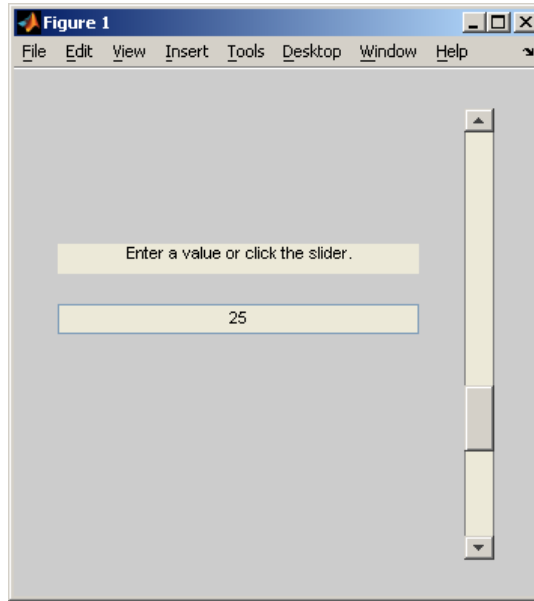 Figure 1
File Edit View Insert Tools Desktop Window Help
Enter a value or click the slider.
25